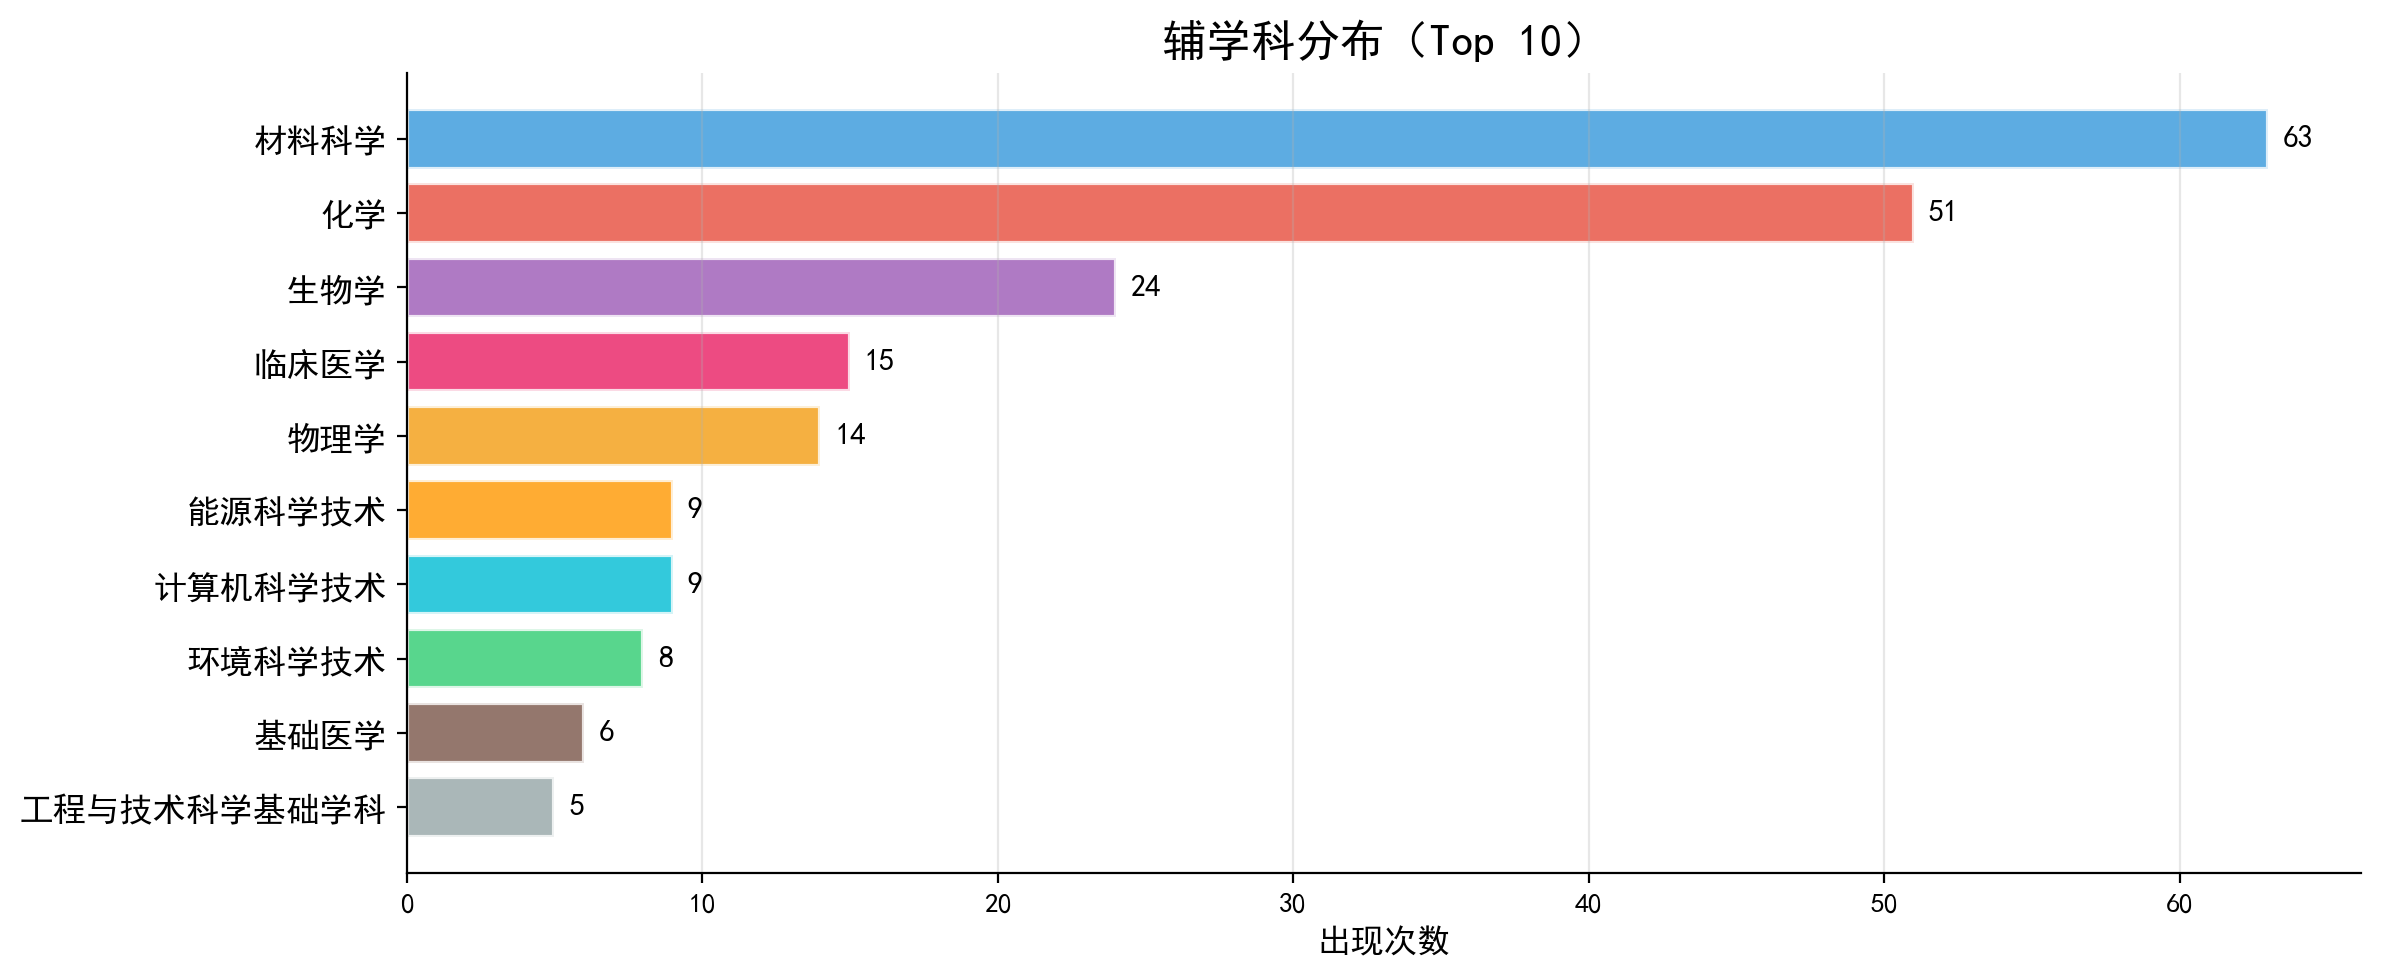 辅学科分布（Top 10）
材料科学 63
化学 51
生物学 24
临床医学 15
物理学 14
能源科学技术 9
计算机科学技术 9
环境科学技术 8
基础医学 6
工程与技术科学基础学科 5
0 10 20 30 40 50 60
出现次数